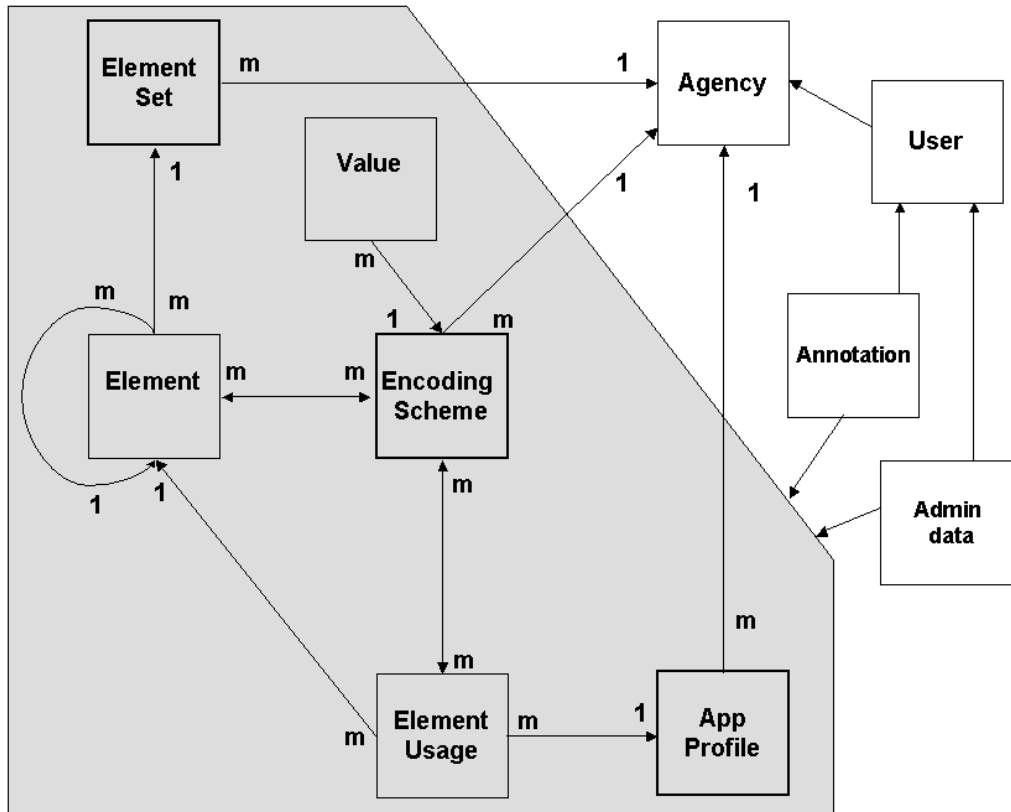 Element
Set
m
1
Agency
User
Value
1
1
1
m
m
m
1
m
Annotation
Element
m
m
Encoding
Scheme
m
1
1
Admin
data
m
m
m
Element
Usage
m
1
App
Profile